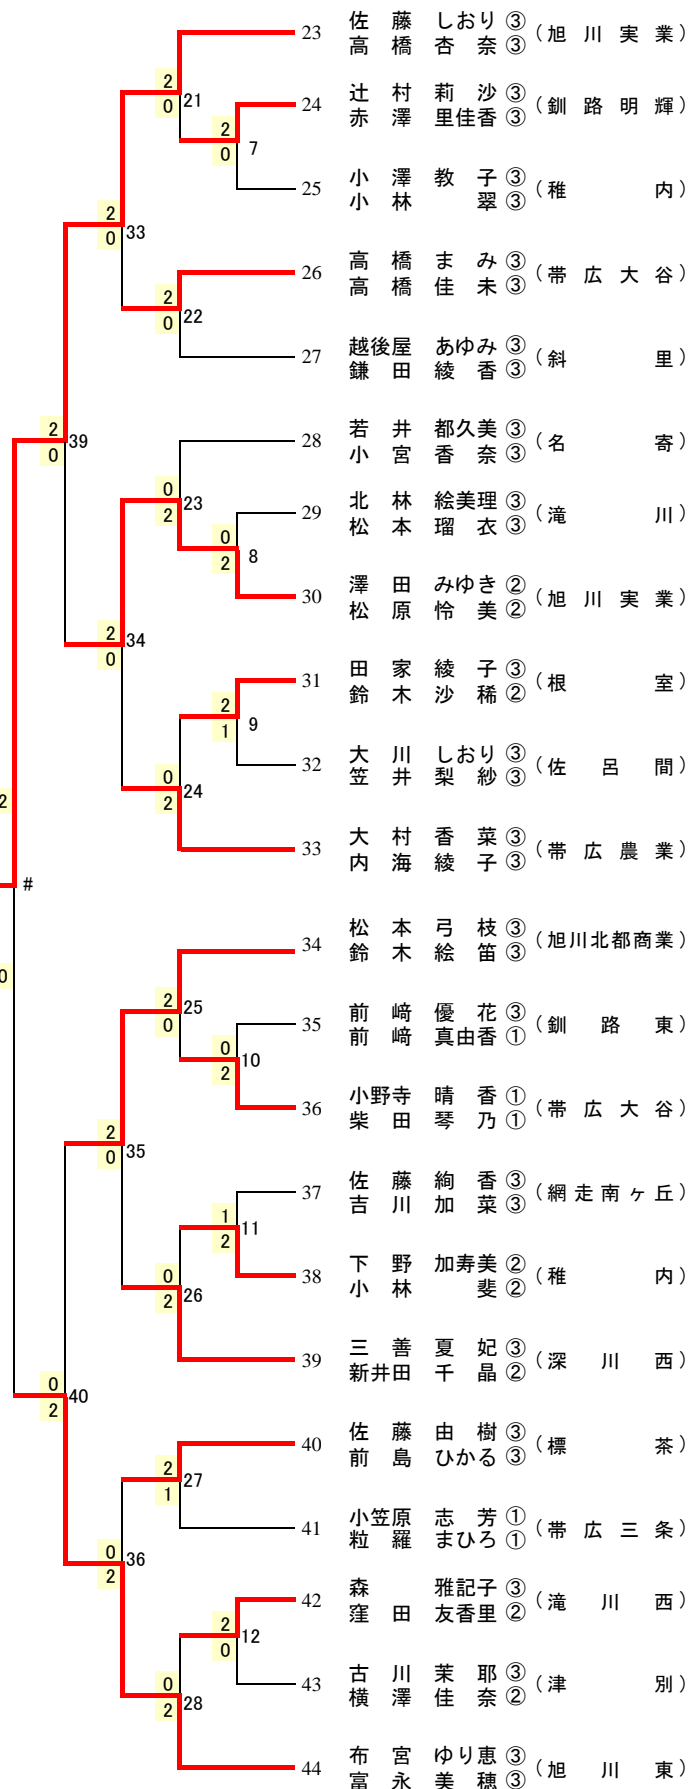 23 佐藤 しおり ③ (旭川実業)
高橋 杏奈 ③
2
0 21
24 辻村 莉沙 ③ (釧路明輝)
赤澤 里佳香 ③
2
0 7
25 小澤 教子 ③ (稚内)
小林 翠 ③
2
0 33
26 高橋 まみ ③ (帯広大谷)
高橋 佳未 ③
2
0 22
27 越後屋 あゆみ ③ (斜里)
鎌田 綾香 ③
2
0 39
28 若井 都久美 ③ (名寄)
小宮 香奈 ③
0
2 23
29 北林 絵美理 ③ (滝川)
松本 瑠衣 ③
0
2 8
30 澤田 みゆき ② (旭川実業)
松原 怜美 ②
2
0 34
31 田家 綾子 ③ (根室)
鈴木 沙稀 ②
2
1 9
32 大川 しおり ③ (佐呂間)
笠井 梨紗 ③
0
2 24
2
33 大村 香菜 ③ (帯広農業)
内海 綾子 ③
#
34 松本 弓枝 ③ (旭川北都商業)
鈴木 絵笛 ③
0
2
0 25
35 前﨑 優花 ③ (釧路東)
前﨑 真由香 ①
0
2 10
36 小野寺 晴香 ① (帯広大谷)
柴田 琴乃 ①
2
0 35
37 佐藤 絢香 ③ (網走南ヶ丘)
吉川 加菜 ③
1
2 11
38 下野 加寿美 ② (稚内)
小林 斐 ②
0
2 26
39 三善 夏妃 ③ (深川西)
新井田 千晶 ②
0
2 40
40 佐藤 由樹 ③ (標茶)
前島 ひかる ③
2
1 27
41 小笠原 志芳 ① (帯広三条)
粒羅 まひろ ①
0
2 36
42 森 雅記子 ③ (滝川西)
窪田 友香里 ②
2
0 12
43 古川 茉耶 ③ (津別)
横澤 佳奈 ②
0
2 28
44 布宮 ゆり恵 ③ (旭川東)
富永 美穂 ③